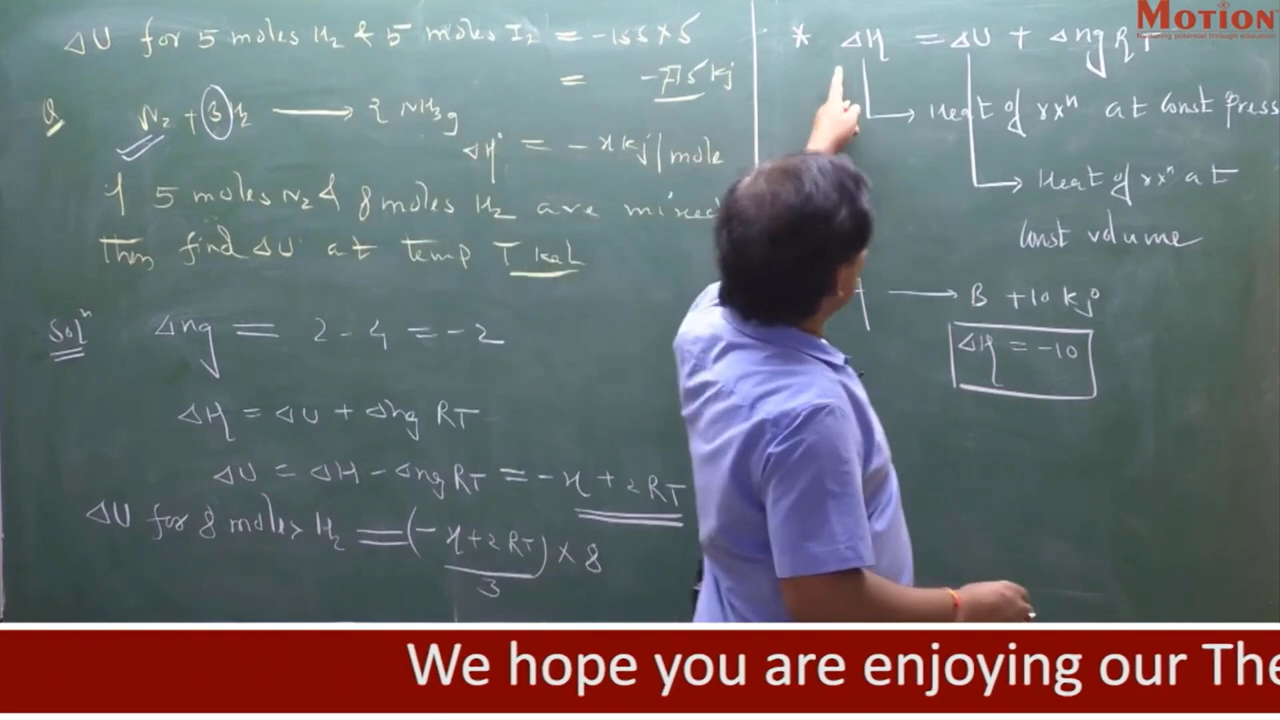 ΔU for 5 moles H₂ & 5 moles I₂ = -155×5
= -775 kj
Q N₂ + 3H₂ → 2NH₃g
ΔH° = -x kj/mole
If 5 moles N₂ & 8 moles H₂ are mixed
Then find ΔU at temp T kel
Solⁿ Δng = 2 - 4 = -2
ΔH = ΔU + Δng RT
ΔU = ΔH - Δng RT = -x + 2RT
ΔU for 8 moles H₂ = (-x + 2RT)/3 × 8
* ΔH = ΔU + Δng RT
→ Heat of rxⁿ at const press
→ Heat of rxⁿ at
const volume
→ B + 10 kj
ΔH = -10
MOTION
Nurturing potential through education
We hope you are enjoying our The